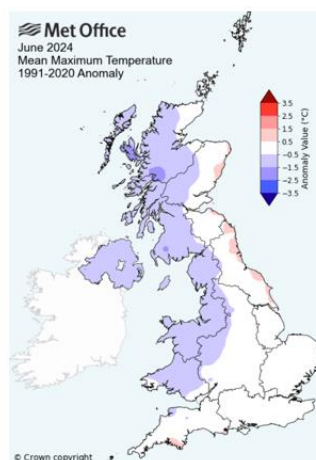 Met Office
June 2024
Mean Maximum Temperature
1991-2020 Anomaly
3.5
2.5
1.5
0.5
−0.5
−1.5
−2.5
−3.5
Anomaly Value (°C)
© Crown copyright